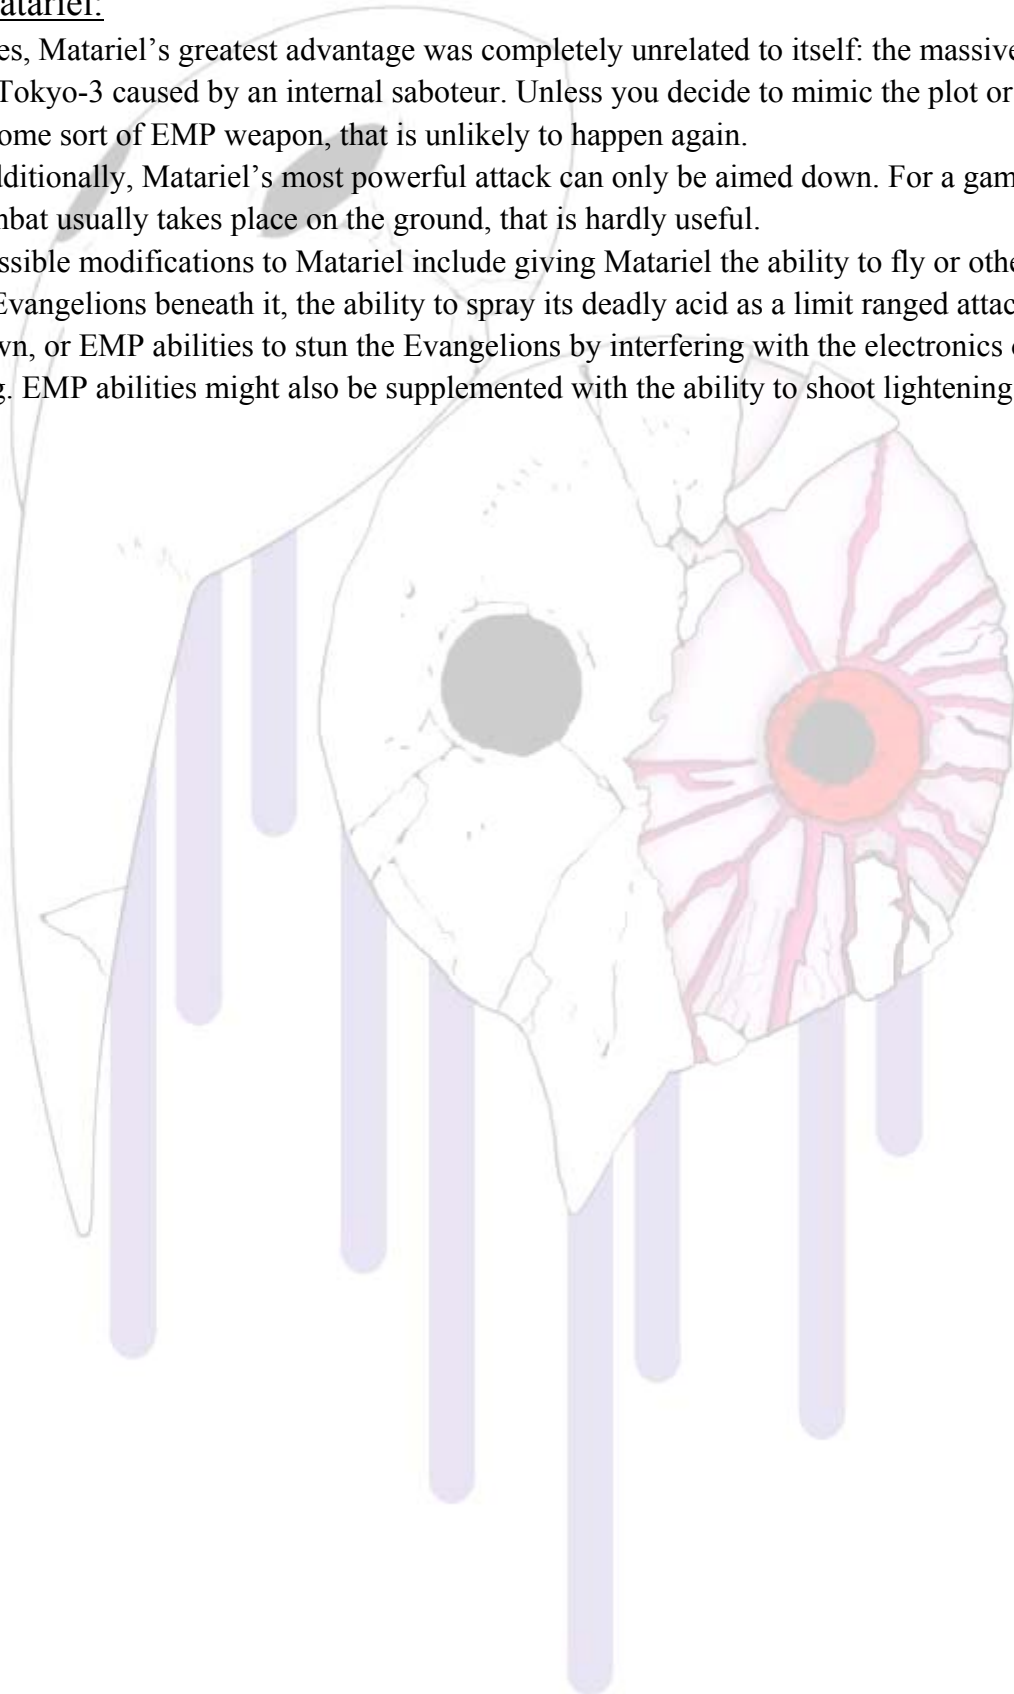 atariel:
es, Matariel’s greatest advantage was completely unrelated to itself: the massive
Tokyo-3 caused by an internal saboteur. Unless you decide to mimic the plot or
ome sort of EMP weapon, that is unlikely to happen again.
dditionally, Matariel’s most powerful attack can only be aimed down. For a gam
nbat usually takes place on the ground, that is hardly useful.
ssible modifications to Matariel include giving Matariel the ability to fly or othe
Evangelions beneath it, the ability to spray its deadly acid as a limit ranged attac
wn, or EMP abilities to stun the Evangelions by interfering with the electronics
g. EMP abilities might also be supplemented with the ability to shoot lightening